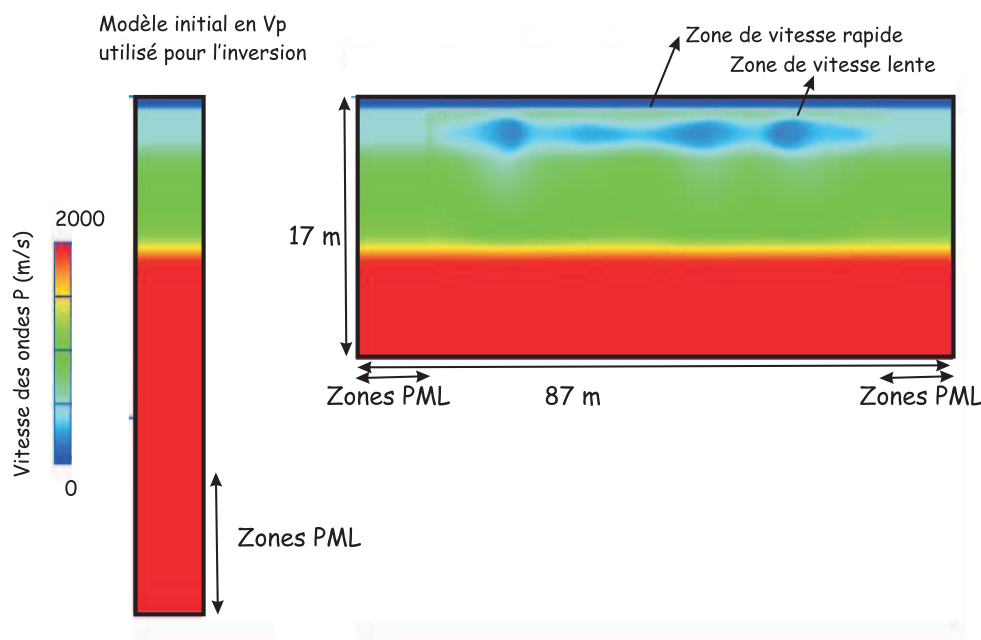 Modèle initial en Vp
utilisé pour l'inversion
Zone de vitesse rapide
Zone de vitesse lente
2000
Vitesse des ondes P (m/s)
0
17 m
Zones PML
87 m
Zones PML
Zones PML